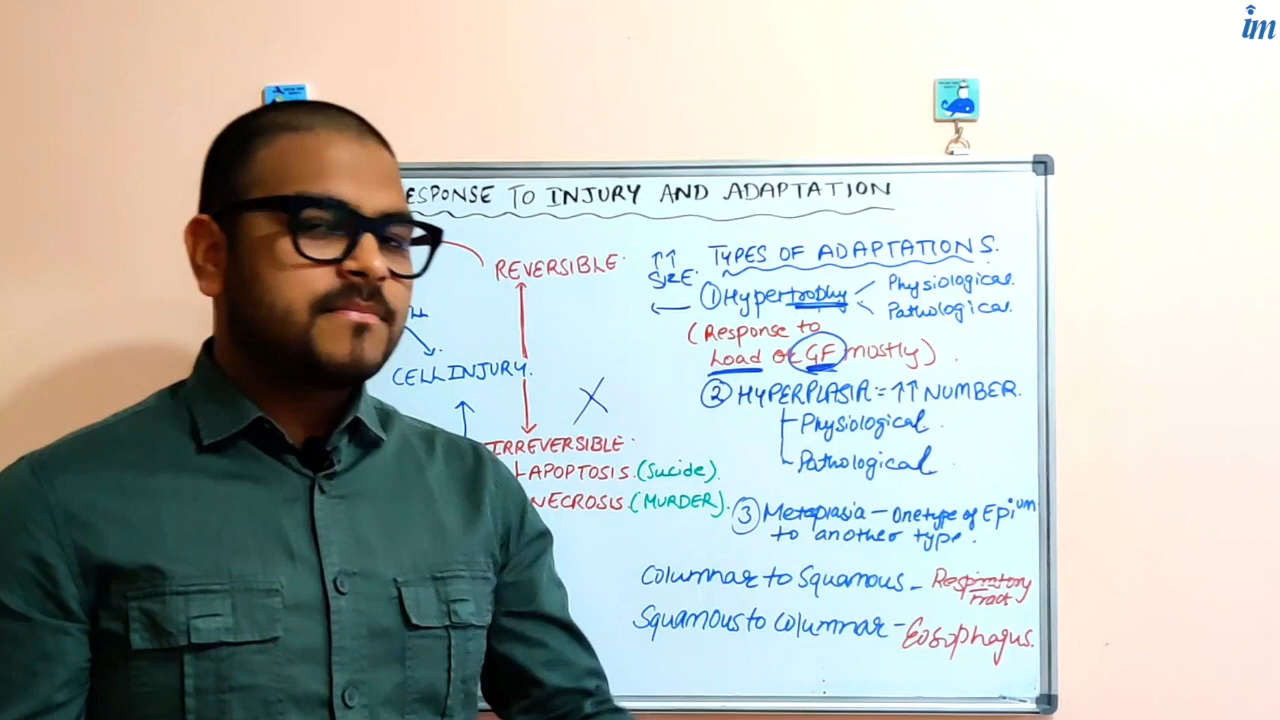 im
ESPONSE TO INJURY AND ADAPTATION
REVERSIBLE.
CELL INJURY.
IRREVERSIBLE.
APOPTOSIS. (Sucide).
NECROSIS (MURDER).
TYPES OF ADAPTATIONS.
↑↑ SIZE.
① Hypertrophy
Physiological.
Pathological.
(Response to
Load or GF mostly).
② HYPERPLASIA = ↑↑ NUMBER.
Physiological.
Pathological
③ Metaplasia – one type of Epium
to another type.
Columnar to Squamous – Respiratory
Tract
Squamous to columnar – Eosophagus.